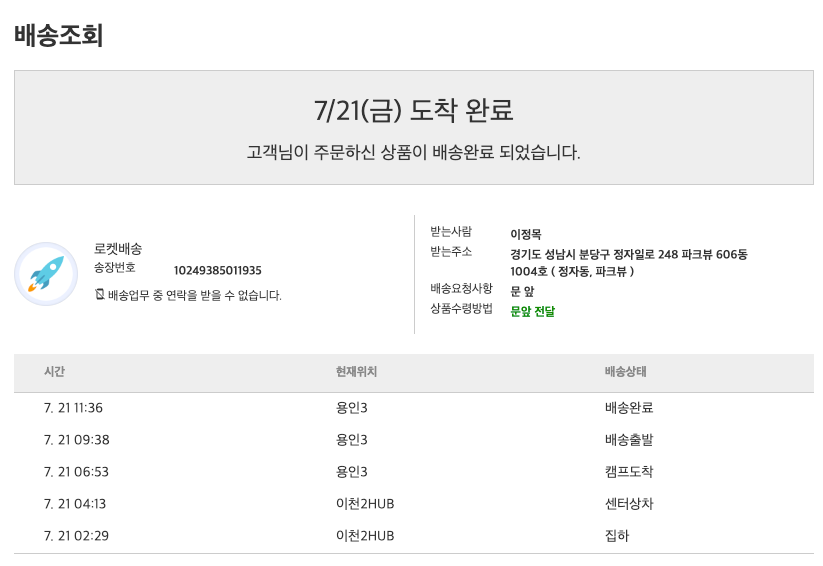 배송조회
7/21(금) 도착 완료
고객님이 주문하신 상품이 배송완료 되었습니다.
로켓배송
송장번호 10249385011935
배송업무 중 연락을 받을 수 없습니다.
받는사람 이정목
받는주소 경기도 성남시 분당구 정자일로 248 파크뷰 606동
1004호 ( 정자동, 파크뷰 )
배송요청사항 문 앞
상품수령방법 문앞 전달
시간 현재위치 배송상태
7. 21 11:36 용인3 배송완료
7. 21 09:38 용인3 배송출발
7. 21 06:53 용인3 캠프도착
7. 21 04:13 이천2HUB 센터상차
7. 21 02:29 이천2HUB 집하